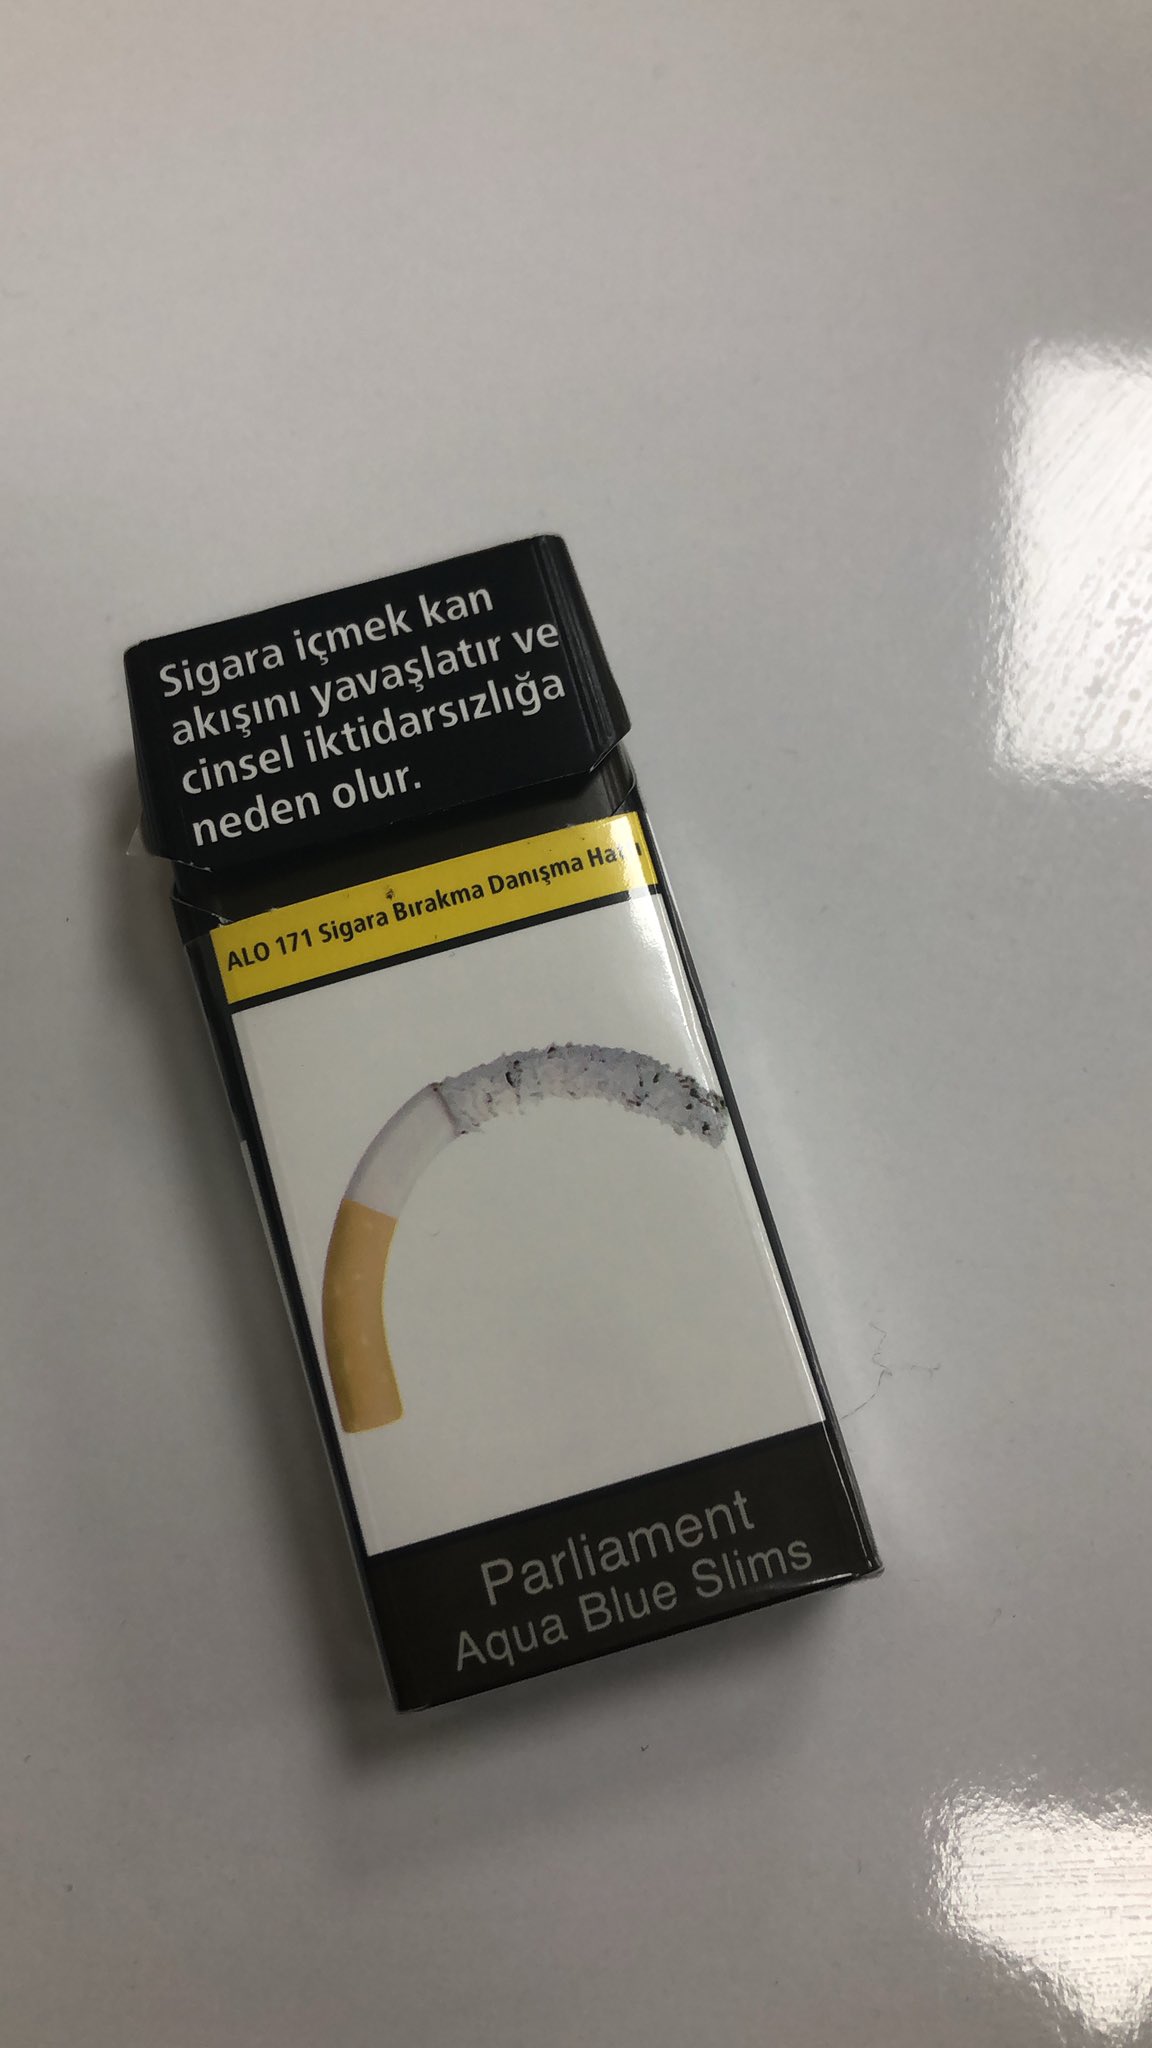 Sigara içmek kan
akışını yavaşlatır ve
cinsel iktidarsızlığa
neden olur.
ALO 171 Sigara Bırakma Danışma
Parliament
Aqua Blue Slims